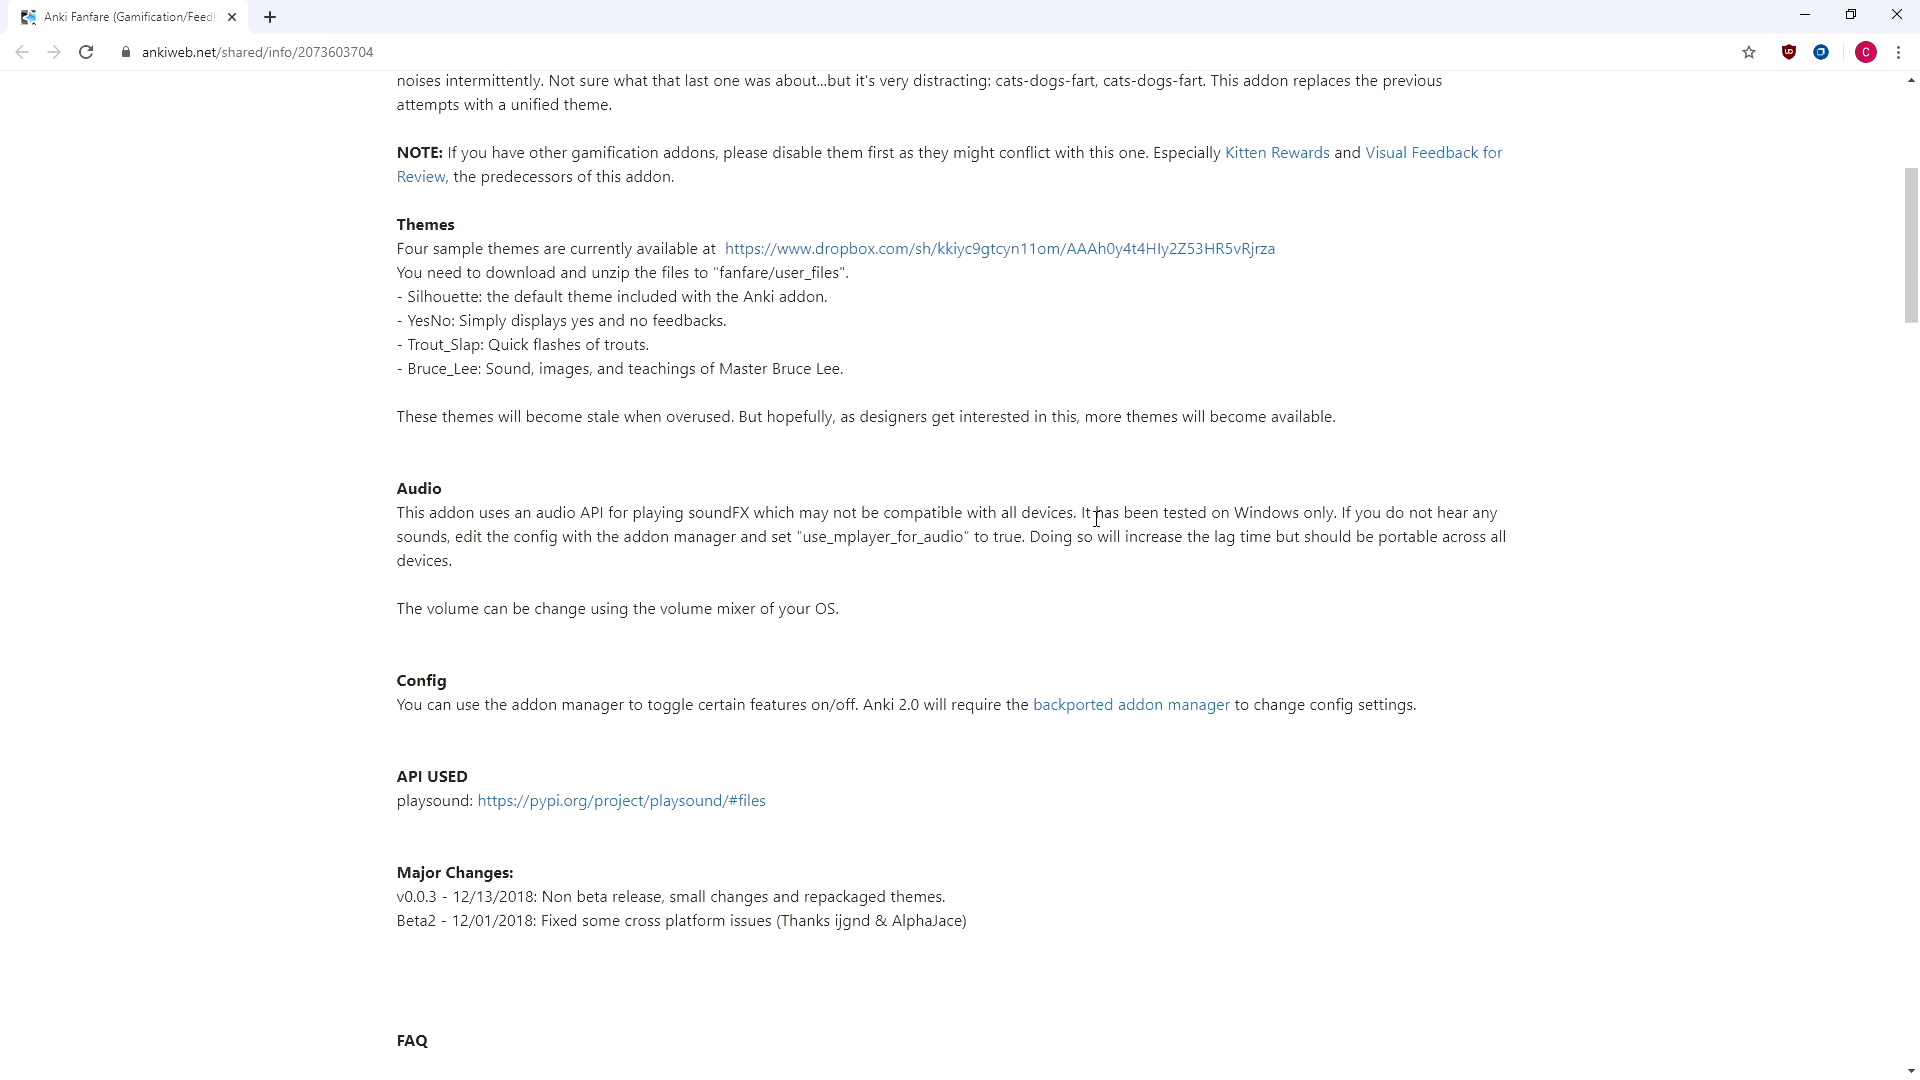 Anki Fanfare (Gamification/Feedb
ankiweb.net/shared/info/2073603704
C
noises intermittently. Not sure what that last one was about...but it's very distracting: cats-dogs-fart, cats-dogs-fart. This addon replaces the previous
attempts with a unified theme.
NOTE: If you have other gamification addons, please disable them first as they might conflict with this one. Especially Kitten Rewards and Visual Feedback for
Review, the predecessors of this addon.
Themes
Four sample themes are currently available at https://www.dropbox.com/sh/kkiyc9gtcyn11om/AAAh0y4t4HIy2Z53HR5vRjrza
You need to download and unzip the files to "fanfare/user_files".
- Silhouette: the default theme included with the Anki addon.
- YesNo: Simply displays yes and no feedbacks.
- Trout_Slap: Quick flashes of trouts.
- Bruce_Lee: Sound, images, and teachings of Master Bruce Lee.
These themes will become stale when overused. But hopefully, as designers get interested in this, more themes will become available.
Audio
This addon uses an audio API for playing soundFX which may not be compatible with all devices. It has been tested on Windows only. If you do not hear any
sounds, edit the config with the addon manager and set "use_mplayer_for_audio" to true. Doing so will increase the lag time but should be portable across all
devices.
The volume can be change using the volume mixer of your OS.
Config
You can use the addon manager to toggle certain features on/off. Anki 2.0 will require the backported addon manager to change config settings.
API USED
playsound: https://pypi.org/project/playsound/#files
Major Changes:
v0.0.3 - 12/13/2018: Non beta release, small changes and repackaged themes.
Beta2 - 12/01/2018: Fixed some cross platform issues (Thanks ijgnd & AlphaJace)
FAQ